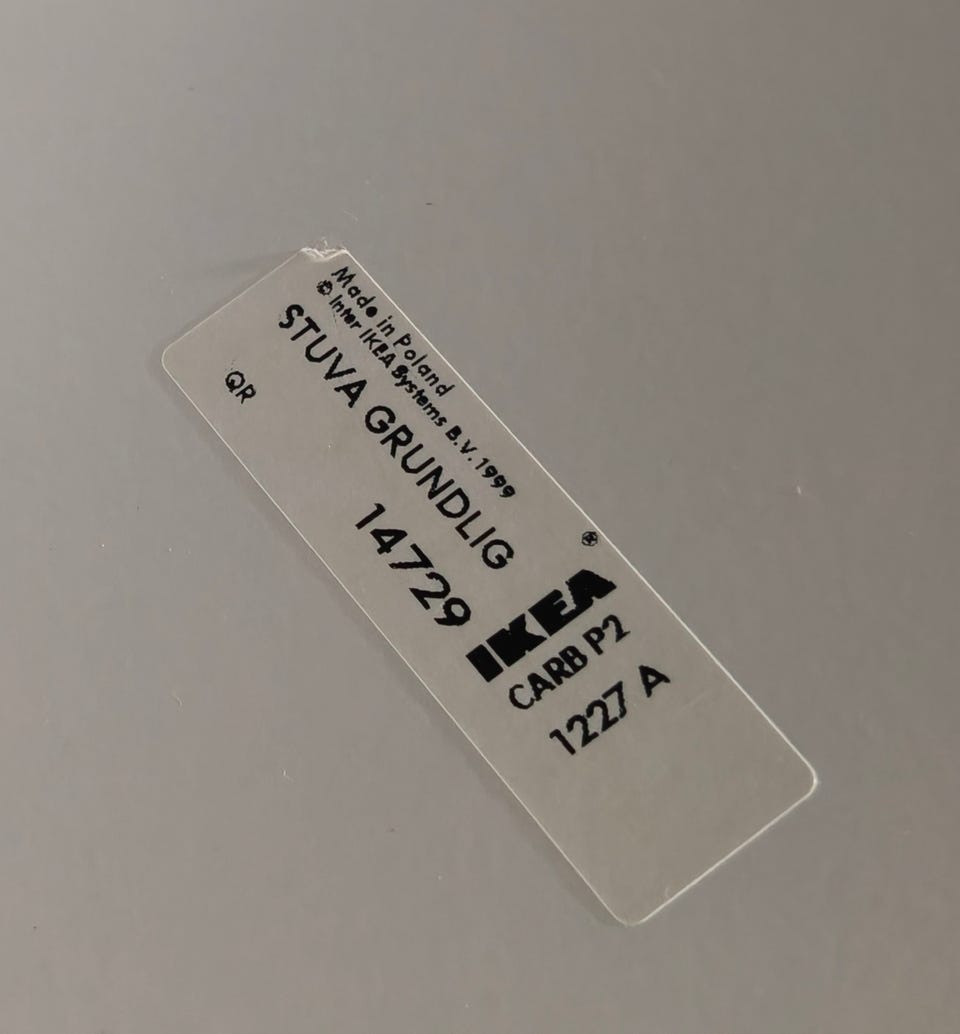 Made in Poland
© Inter IKEA Systems B.V. 1999
STUVA GRUNDLIG
QR
14729
®
IKEA
CARB P2
1227 A